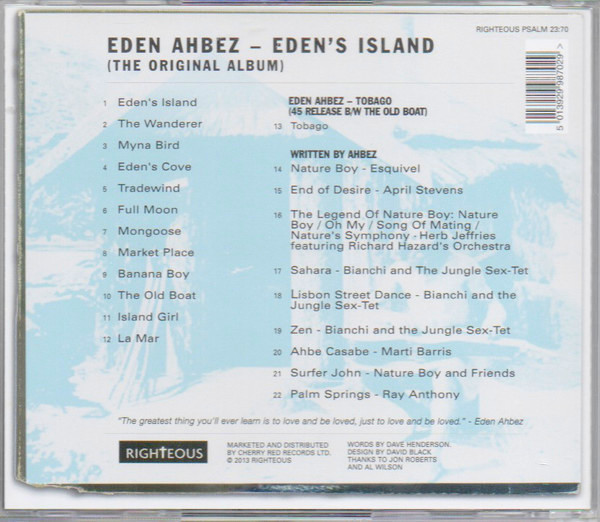 RIGHTEOUS PSALM 23:70
EDEN AHBEZ – EDEN'S ISLAND
(THE ORIGINAL ALBUM)
5 013929 987029 >
1 Eden's Island
2 The Wanderer
3 Myna Bird
4 Eden's Cove
5 Tradewind
6 Full Moon
7 Mongoose
8 Market Place
9 Banana Boy
10 The Old Boat
11 Island Girl
12 La Mar
EDEN AHBEZ – TOBAGO
(45 RELEASE B/W THE OLD BOAT)
13 Tobago
WRITTEN BY AHBEZ
14 Nature Boy - Esquivel
15 End of Desire - April Stevens
16 The Legend Of Nature Boy: Nature
Boy / Oh My / Song Of Mating /
Nature's Symphony - Herb Jeffries
featuring Richard Hazard's Orchestra
17 Sahara - Bianchi and The Jungle Sex-Tet
18 Lisbon Street Dance - Bianchi and the
Jungle Sex-Tet
19 Zen - Bianchi and the Jungle Sex-Tet
20 Ahbe Casabe - Marti Barris
21 Surfer John - Nature Boy and Friends
22 Palm Springs - Ray Anthony
"The greatest thing you'll ever learn is to love and be loved, just to love and be loved." - Eden Ahbez
RIGHTEOUS
MARKETED AND DISTRIBUTED
BY CHERRY RED RECORDS LTD.
© 2013 RIGHTEOUS
WORDS BY DAVE HENDERSON.
DESIGN BY DAVID BLACK
THANKS TO JON ROBERTS
AND AL WILSON